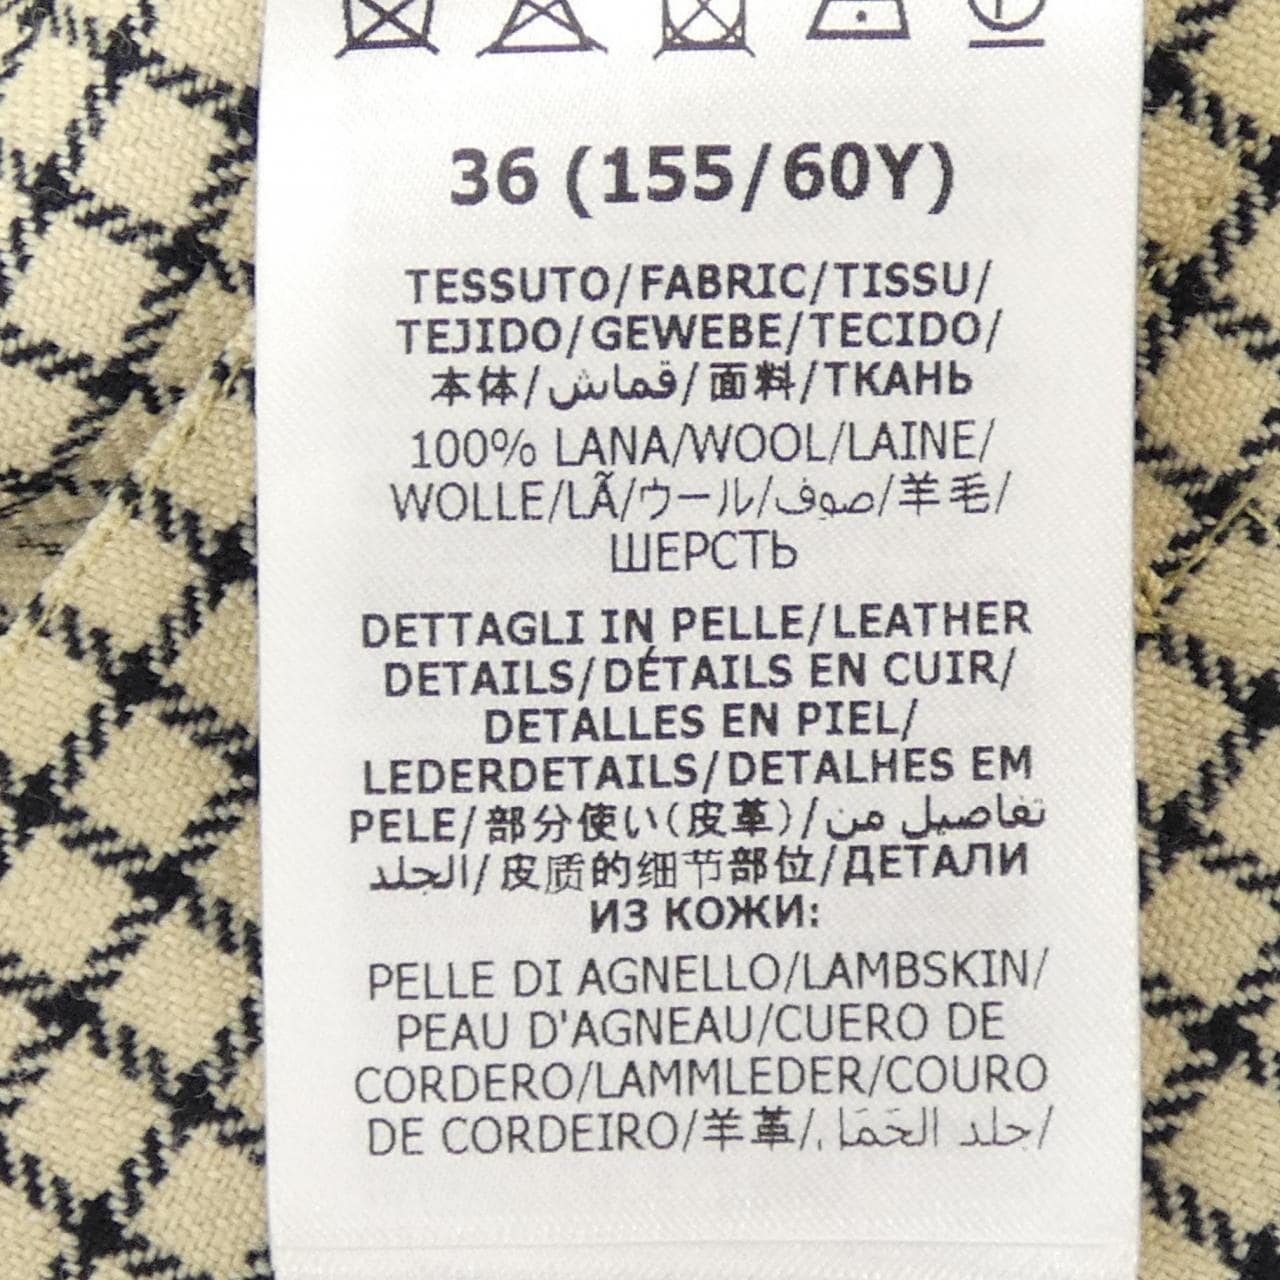 36 (155/60Y)
TESSUTO/FABRIC/TISSU/
TEJIDO/GEWEBE/TECIDO/
本体/قماش/面料/ТКАНЬ
100% LANA/WOOL/LAINE/
WOLLE/LÃ/ウール/صوف/羊毛/
ШЕРСТЬ
DETTAGLI IN PELLE/LEATHER
DETAILS/DÉTAILS EN CUIR/
DETALLES EN PIEL/
LEDERDETAILS/DETALHES EM
PELE/部分使い(皮革)/تفاصيل من
الجلد/皮质的细节部位/ДЕТАЛИ
ИЗ КОЖИ:
PELLE DI AGNELLO/LAMBSKIN/
PEAU D'AGNEAU/CUERO DE
CORDERO/LAMMLEDER/COURO
DE CORDEIRO/羊革/جلد/